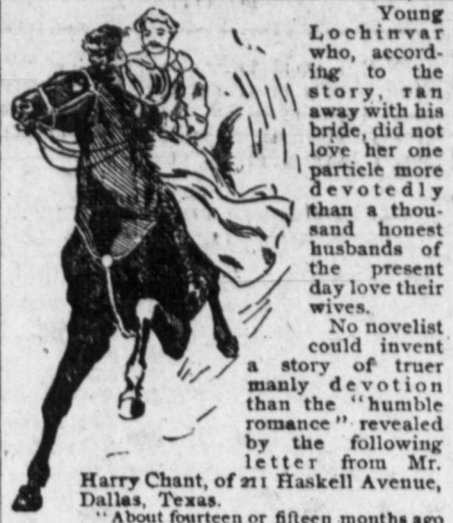 Young
Lochinvar
who, accord-
ing to the
story, ran
away with his
bride, did not
love her one
particle more
devotedly
than a thou-
sand honest
husbands of
the present
day love their
wives.
No novelist
could invent
a story of truer
manly devotion
than the "humble
romance" revealed
by the following
letter from Mr.
Harry Chant, of 211 Haskell Avenue,
Dallas, Texas.
"About fourteen or fifteen months ago